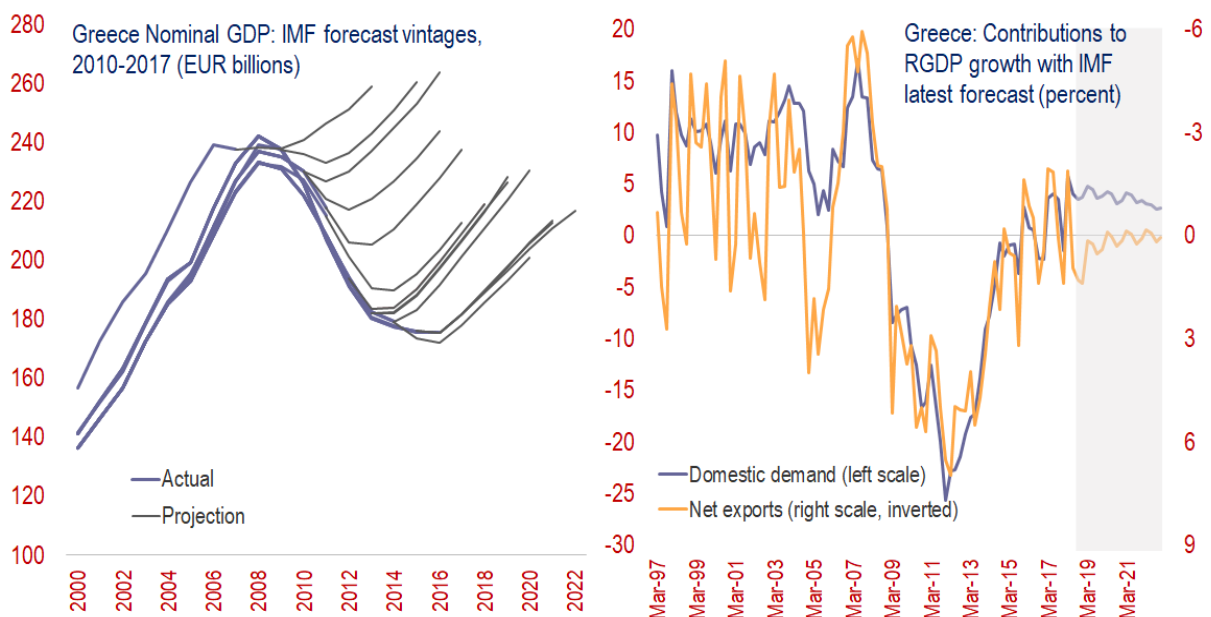 Greece Nominal GDP: IMF forecast vintages,
2010-2017 (EUR billions)
280
260
240
220
200
180
160
140
120
100
Actual
Projection
2000
2002
2004
2006
2008
2010
2012
2014
2016
2018
2020
2022
Greece: Contributions to
RGDP growth with IMF
latest forecast (percent)
20
15
10
5
0
-5
-10
-15
-20
-25
-30
-6
-3
0
3
6
9
Domestic demand (left scale)
Net exports (right scale, inverted)
Mar-97
Mar-99
Mar-01
Mar-03
Mar-05
Mar-07
Mar-09
Mar-11
Mar-13
Mar-15
Mar-17
Mar-19
Mar-21